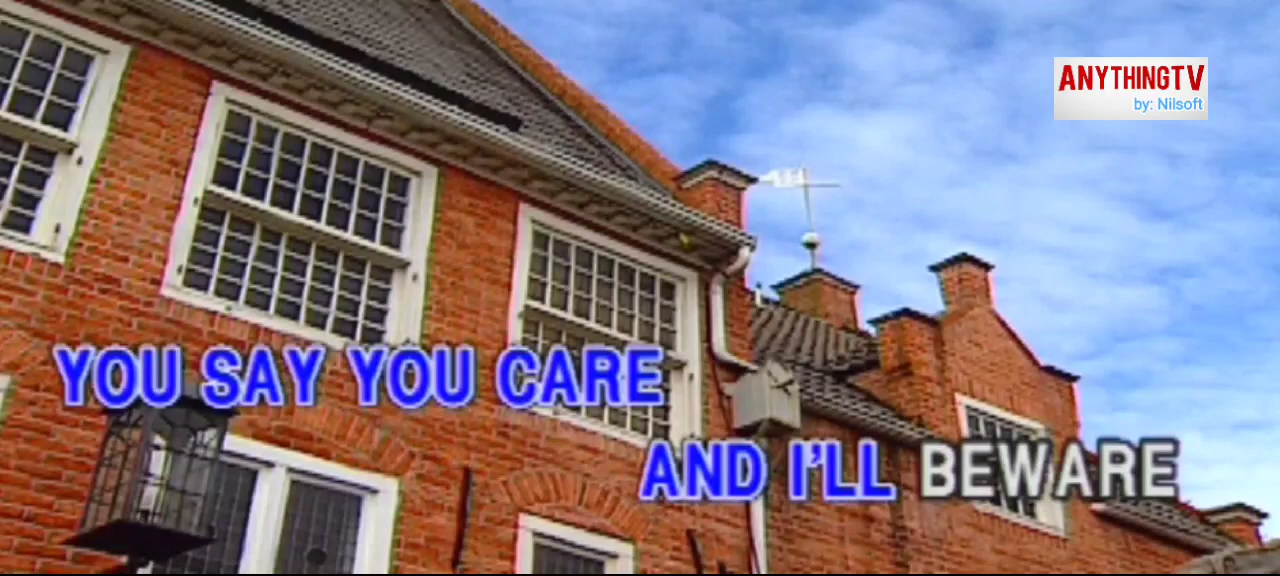 ANYTHINGTV
by: Nilsoft
YOU SAY YOU CARE
AND I'LL BEWARE